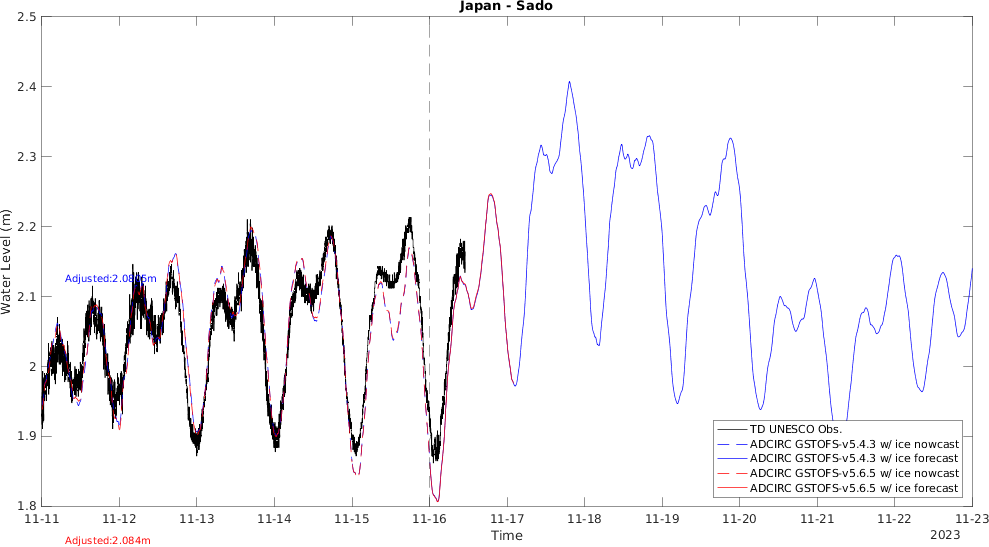 Japan - Sado
2.5
2.4
2.3
2.2
2.1
2
1.9
1.8
Water Level (m)
Adjusted:2.0845m
TD UNESCO Obs.
ADCIRC GSTOFS-v5.4.3 w/ ice nowcast
ADCIRC GSTOFS-v5.4.3 w/ ice forecast
ADCIRC GSTOFS-v5.6.5 w/ ice nowcast
ADCIRC GSTOFS-v5.6.5 w/ ice forecast
11-11 11-12 11-13 11-14 11-15 11-16 11-17 11-18 11-19 11-20 11-21 11-22 11-23
Time
2023
Adjusted:2.084m